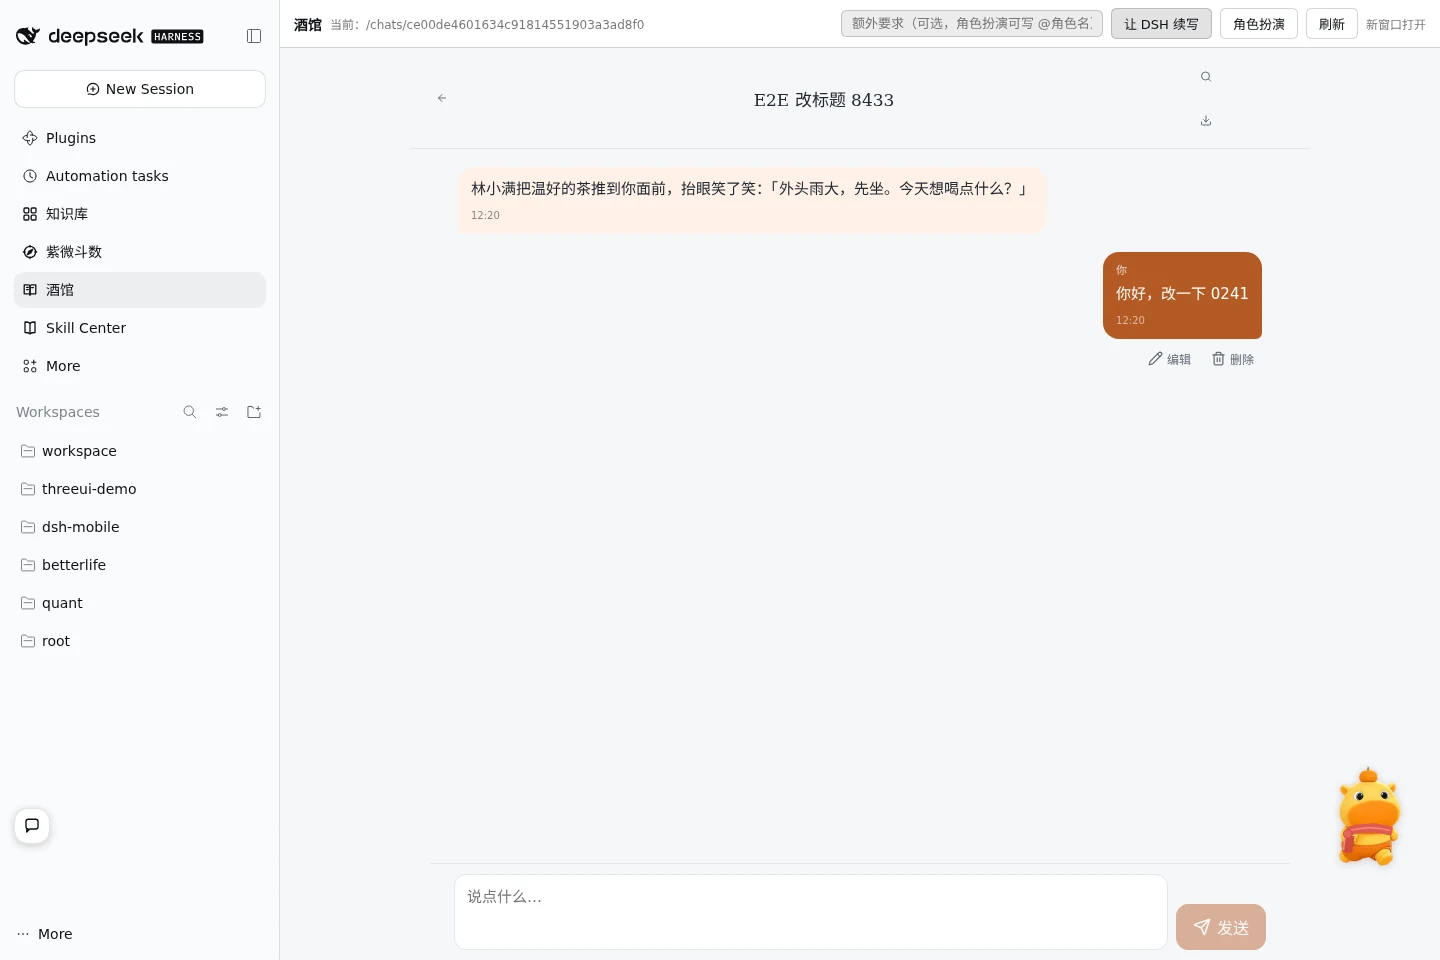 deepseek HARNESS
New Session
Plugins
Automation tasks
知识库
紫微斗数
酒馆
Skill Center
More
Workspaces
workspace
threeui-demo
dsh-mobile
betterlife
quant
root
More
酒馆 当前：/chats/ce00de4601634c91814551903a3ad8f0
额外要求（可选，角色扮演可写 @角色名）
让 DSH 续写
角色扮演
刷新
新窗口打开
E2E 改标题 8433
林小满把温好的茶推到你面前，抬眼笑了笑：「外头雨大，先坐。今天想喝点什么？」
12:20
你
你好，改一下 0241
12:20
编辑 删除
说点什么…
发送